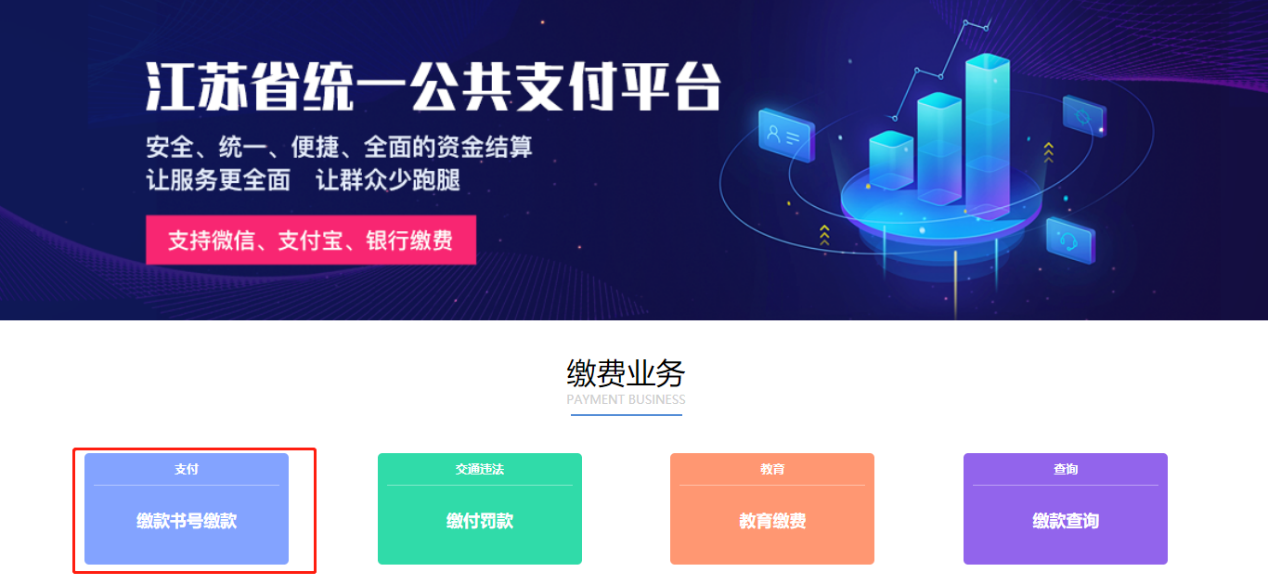 江苏省统一公共支付平台
安全、统一、便捷、全面的资金结算
让服务更全面 让群众少跑腿
支持微信、支付宝、银行缴费
缴费业务
PAYMENT BUSINESS
支付
缴款书号缴款
交通违法
缴付罚款
教育
教育缴费
查询
缴款查询